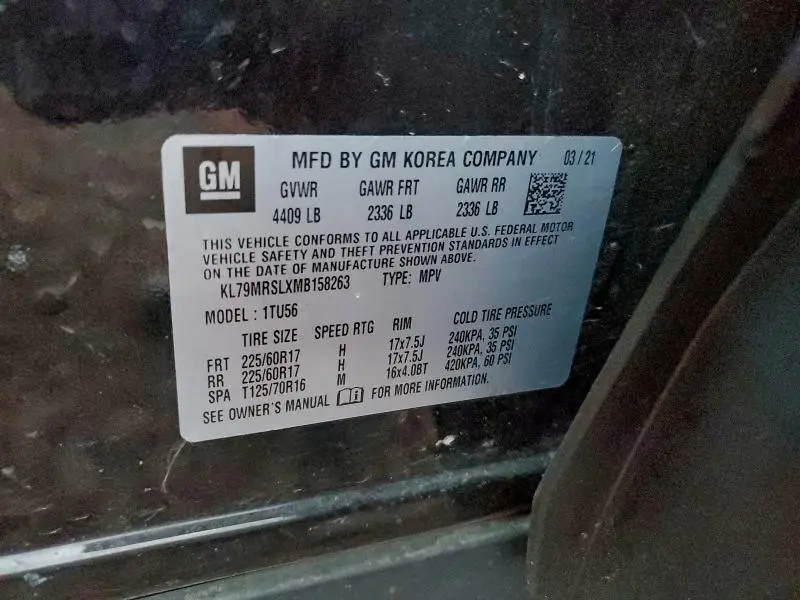 GM
MFD BY GM KOREA COMPANY 03/21
GVWR GAWR FRT GAWR RR
4409 LB 2336 LB 2336 LB
THIS VEHICLE CONFORMS TO ALL APPLICABLE U.S. FEDERAL MOTOR
VEHICLE SAFETY AND THEFT PREVENTION STANDARDS IN EFFECT
ON THE DATE OF MANUFACTURE SHOWN ABOVE.
KL79MRSLXMB158263 TYPE: MPV
MODEL : 1TU56
TIRE SIZE SPEED RTG RIM COLD TIRE PRESSURE
FRT 225/60R17 H 17x7.5J 240KPA, 35 PSI
RR 225/60R17 H 17x7.5J 240KPA, 35 PSI
SPA T125/70R16 M 16x4.0BT 420KPA, 60 PSI
SEE OWNER'S MANUAL FOR MORE INFORMATION.